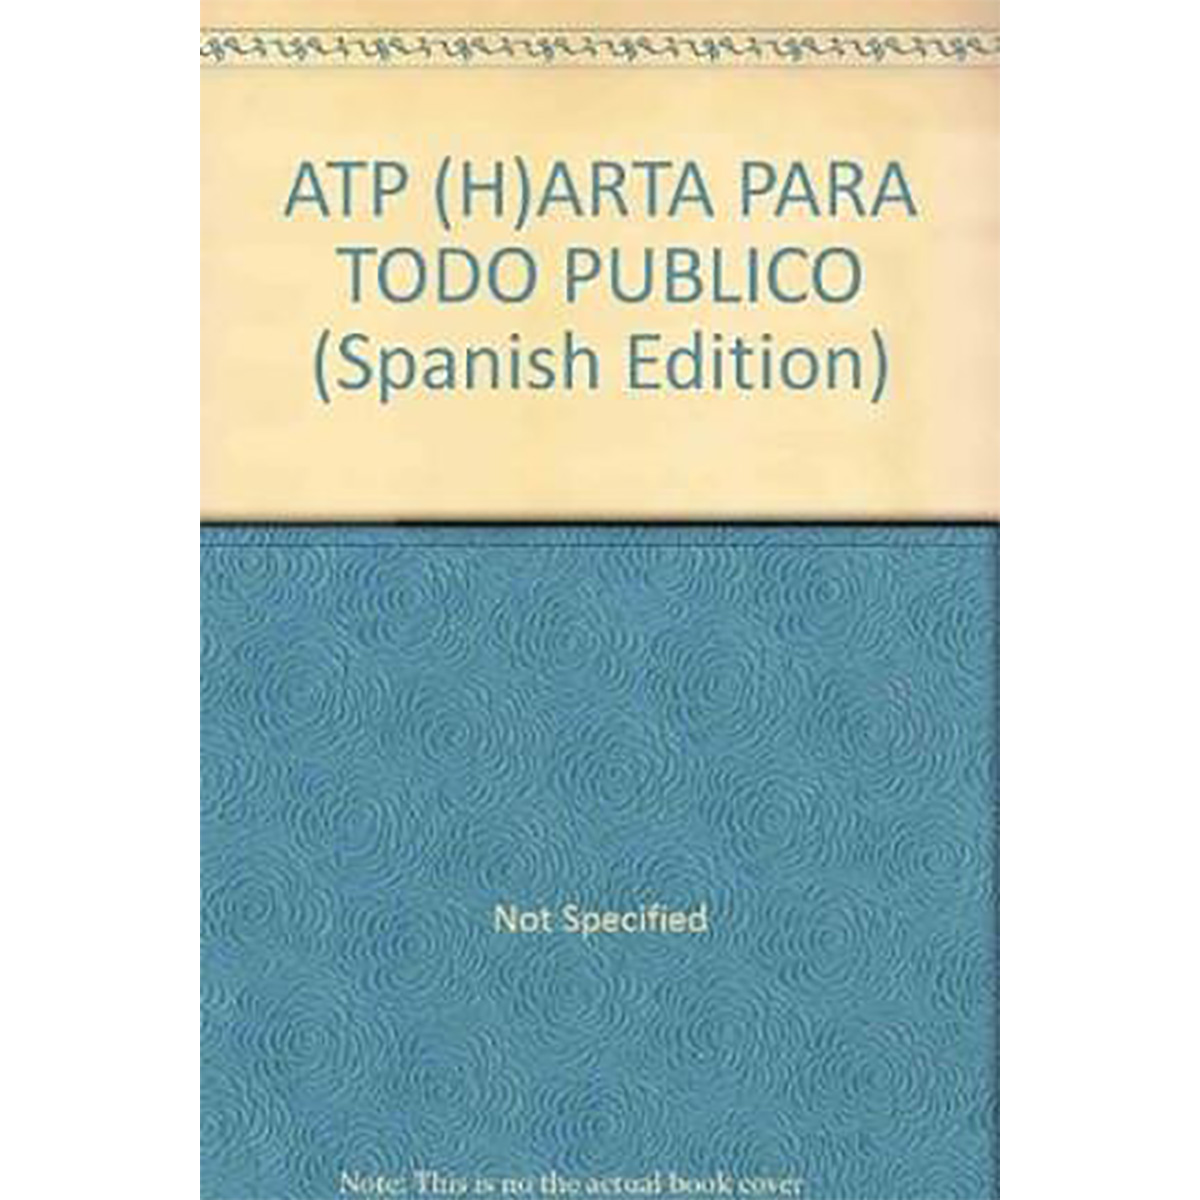 ATP (H)ARTA PARA
TODO PUBLICO
(Spanish Edition)
Not Specified
Note: This is no the actual book cover